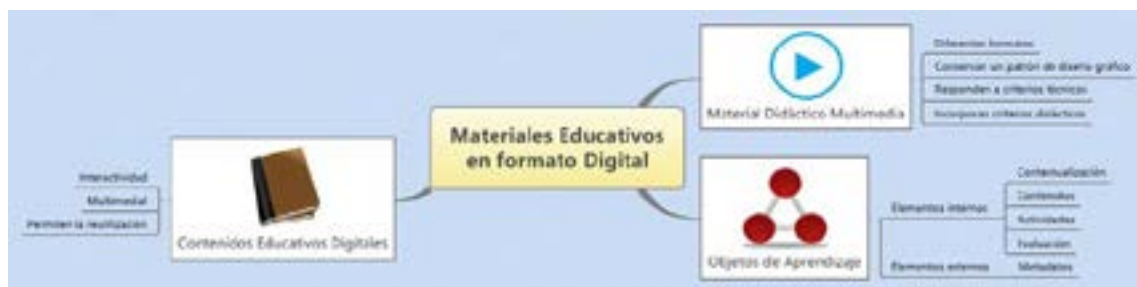 Materiales Educativos
en formato Digital
Material Didáctico Multimedia
Diferentes formatos
Conservan un patrón de diseño gráfico
Responden a criterios técnicos
Incorporan criterios didácticos
Objetos de Aprendizaje
Elementos internos
Contextualización
Contenidos
Actividades
Evaluación
Elementos externos
Metadatos
Contenidos Educativos Digitales
Interactividad
Multimedial
Permiten la reutilización